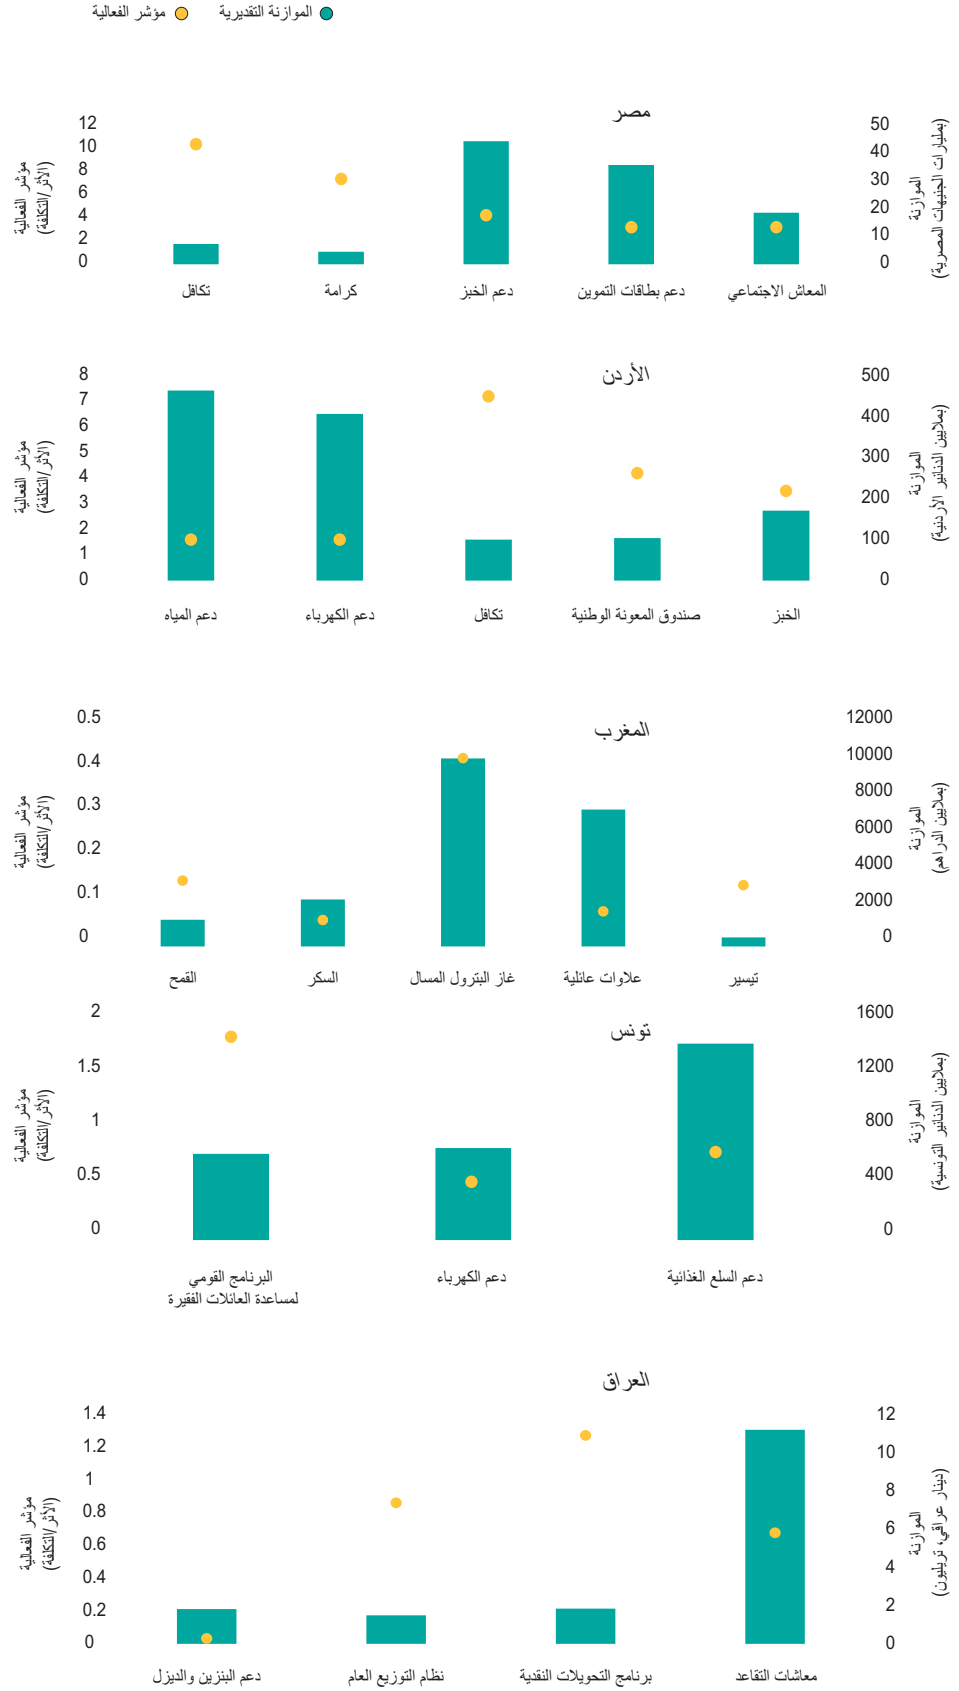 الموازنة التقديرية
مؤشر الفعالية
مصر
50
40
30
20
10
0
الموازنة
(بمليارات الجنيهات المصرية)
12
10
8
6
4
2
0
مؤشر الفعالية
(الأثر/التكلفة)
المعاش الاجتماعي
دعم بطاقات التموين
دعم الخبز
كرامة
تكافل
الأردن
500
400
300
200
100
0
الموازنة
(بملايين الدنانير الأردنية)
8
7
6
5
4
3
2
1
0
مؤشر الفعالية
(الأثر/التكلفة)
الخبز
صندوق المعونة الوطنية
تكافل
دعم الكهرباء
دعم المياه
المغرب
12000
10000
8000
6000
4000
2000
0
الموازنة
(بملايين الدراهم)
0.5
0.4
0.3
0.2
0.1
0
مؤشر الفعالية
(الأثر/التكلفة)
تيسير
علاوات عائلية
غاز البترول المسال
السكر
القمح
تونس
1600
1200
800
400
0
الموازنة
(بملايين الدنانير التونسية)
2
1.5
1
0.5
0
مؤشر الفعالية
(الأثر/التكلفة)
دعم السلع الغذائية
دعم الكهرباء
البرنامج القومي
لمساعدة العائلات الفقيرة
العراق
12
10
8
6
4
2
0
الموازنة
(دينار عراقي، تريليون)
1.4
1.2
1
0.8
0.6
0.4
0.2
0
مؤشر الفعالية
(الأثر/التكلفة)
معاشات التقاعد
برنامج التحويلات النقدية
نظام التوزيع العام
دعم البنزين والديزل